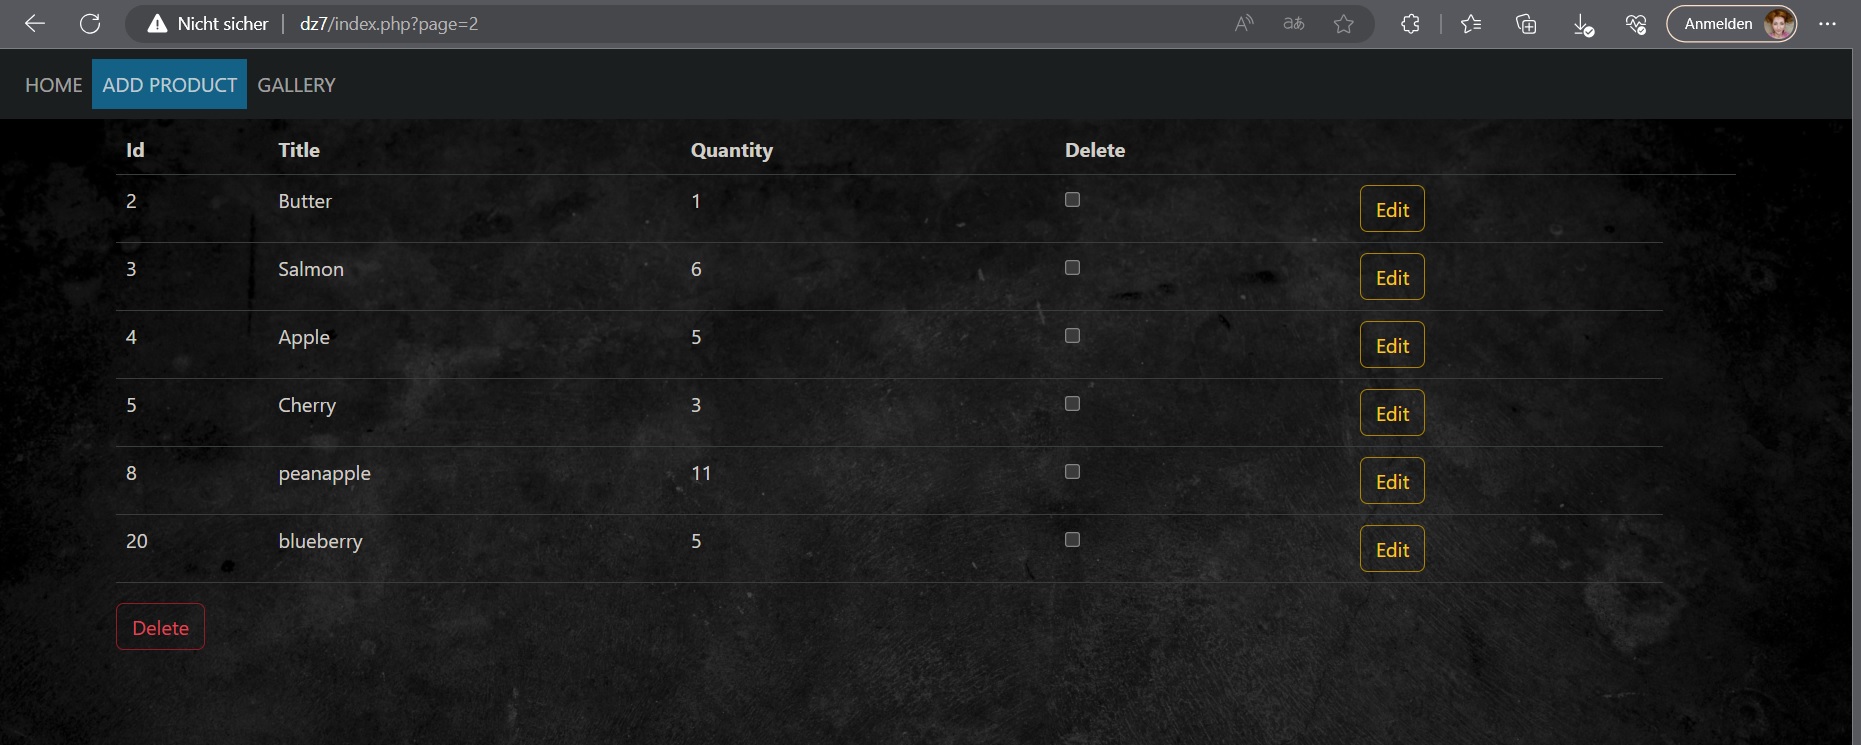 Nicht sicher | dz7/index.php?page=2 A aあ Anmelden
HOME ADD PRODUCT GALLERY
Id Title Quantity Delete
2 Butter 1 Edit
3 Salmon 6 Edit
4 Apple 5 Edit
5 Cherry 3 Edit
8 peanapple 11 Edit
20 blueberry 5 Edit
Delete